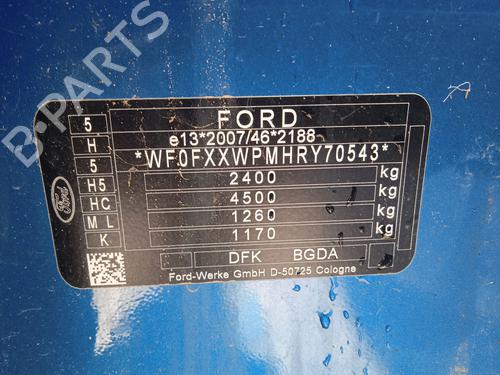 B-PARTS
5 FORD
H e13*2007/46*2188
5 *WF0FXXWPMHRY70543*
H5 2400 kg
HC 4500 kg
M L 1260 kg
K 1170 kg
DFK BGDA
Ford-Werke GmbH D-50725 Cologne
Ford